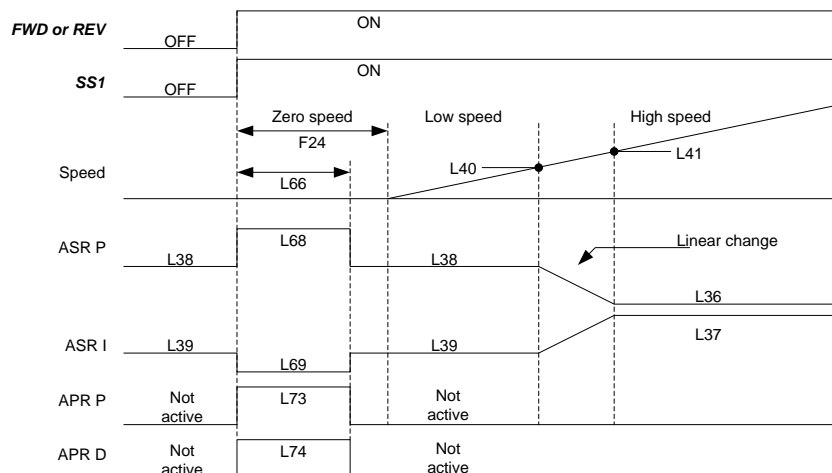 FWD or REV
OFF
ON
SS1
OFF
ON
Zero speed
Low speed
High speed
F24
Speed
L66
L40
L41
ASR P
L38
L68
L38
Linear change
L36
ASR I
L39
L69
L39
L37
APR P
Not
active
L73
Not
active
APR D
Not
active
L74
Not
active